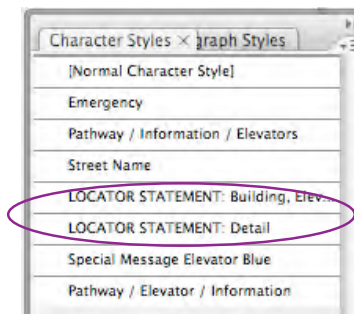 Character Styles × graph Styles
[Normal Character Style]
Emergency
Pathway / Information / Elevators
Street Name
LOCATOR STATEMENT: Building, Elev...
LOCATOR STATEMENT: Detail
Special Message Elevator Blue
Pathway / Elevator / Information